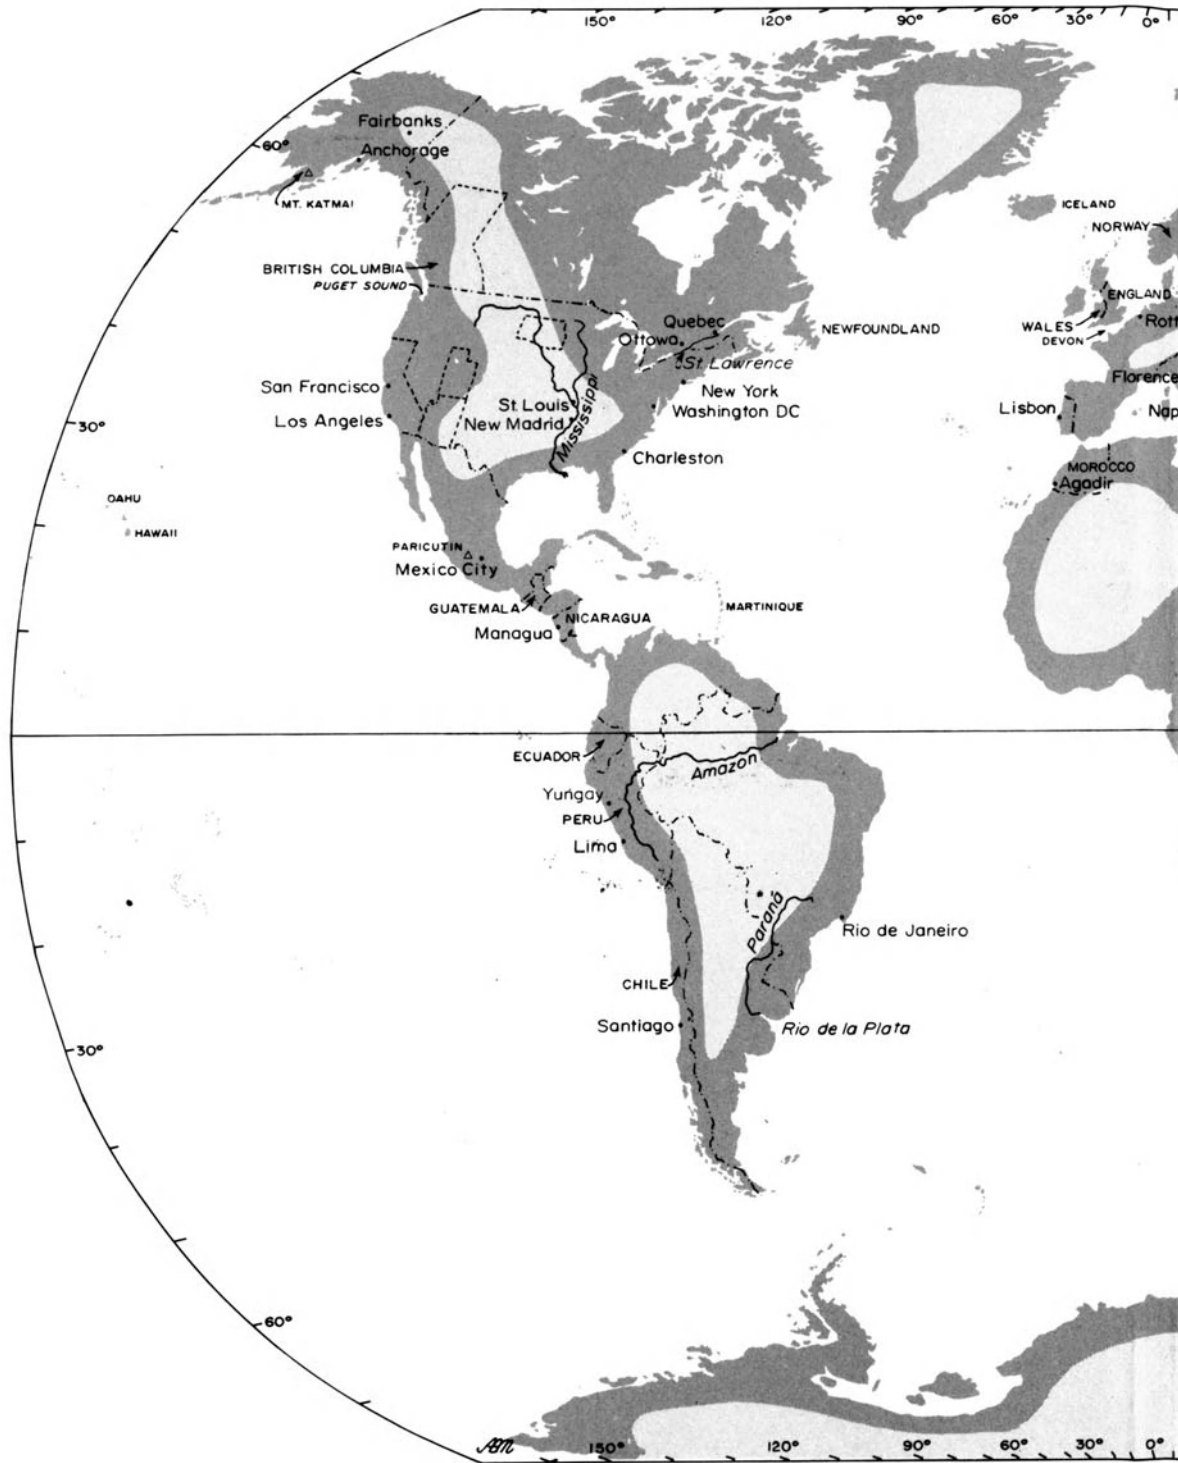 150° 120° 90° 60° 30° 0°
Fairbanks
60°
Anchorage
MT. KATMAI
ICELAND
NORWAY
BRITISH COLUMBIA
PUGET SOUND
ENGLAND
Quebec
Ottowa
NEWFOUNDLAND
WALES
Rott
DEVON
St. Lawrence
Florence
San Francisco
New York
St. Louis
Washington DC
Los Angeles
New Madrid
Mississippi
Lisbon
Nap
30°
Charleston
MOROCCO
Agadir
OAHU
HAWAII
PARICUTIN
Mexico City
GUATEMALA
NICARAGUA
MARTINIQUE
Managua
ECUADOR
Amazon
Yungay
PERU
Lima
Paraná
Rio de Janeiro
CHILE
Santiago
Rio de la Plata
30°
60°
150° 120° 90° 60° 30° 0°